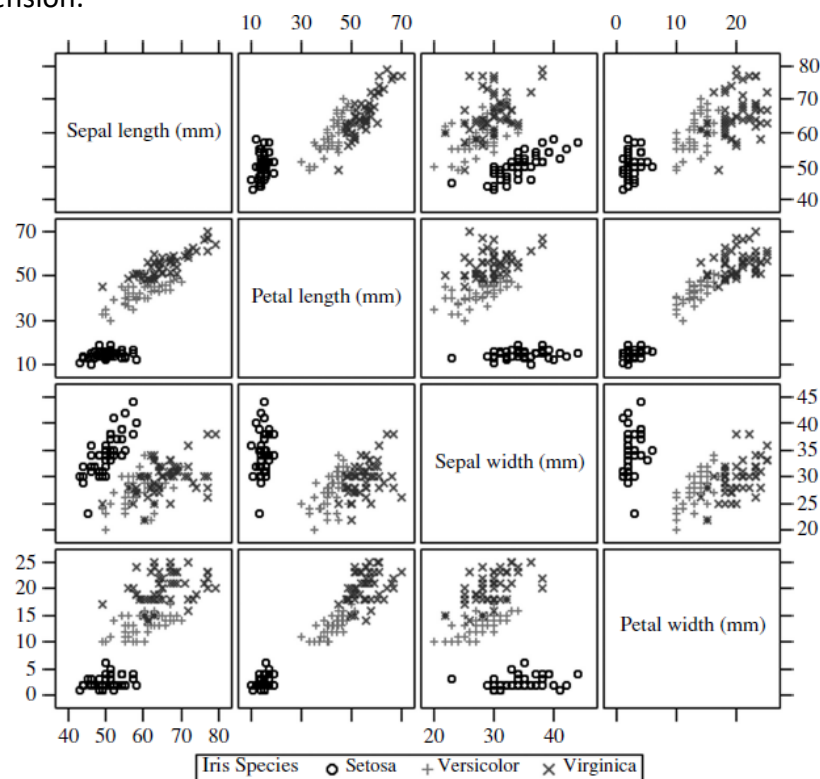 ension.
10 30 50 70 0 20
80
70
60
50
40
Sepal length (mm)
70
50
30
10
Petal length (mm)
45
40
35
30
25
20
Sepal width (mm)
25
20
15
10
5
0
Petal width (mm)
40 50 60 70 80 20 30 40
Iris Species Setosa Versicolor Virginica